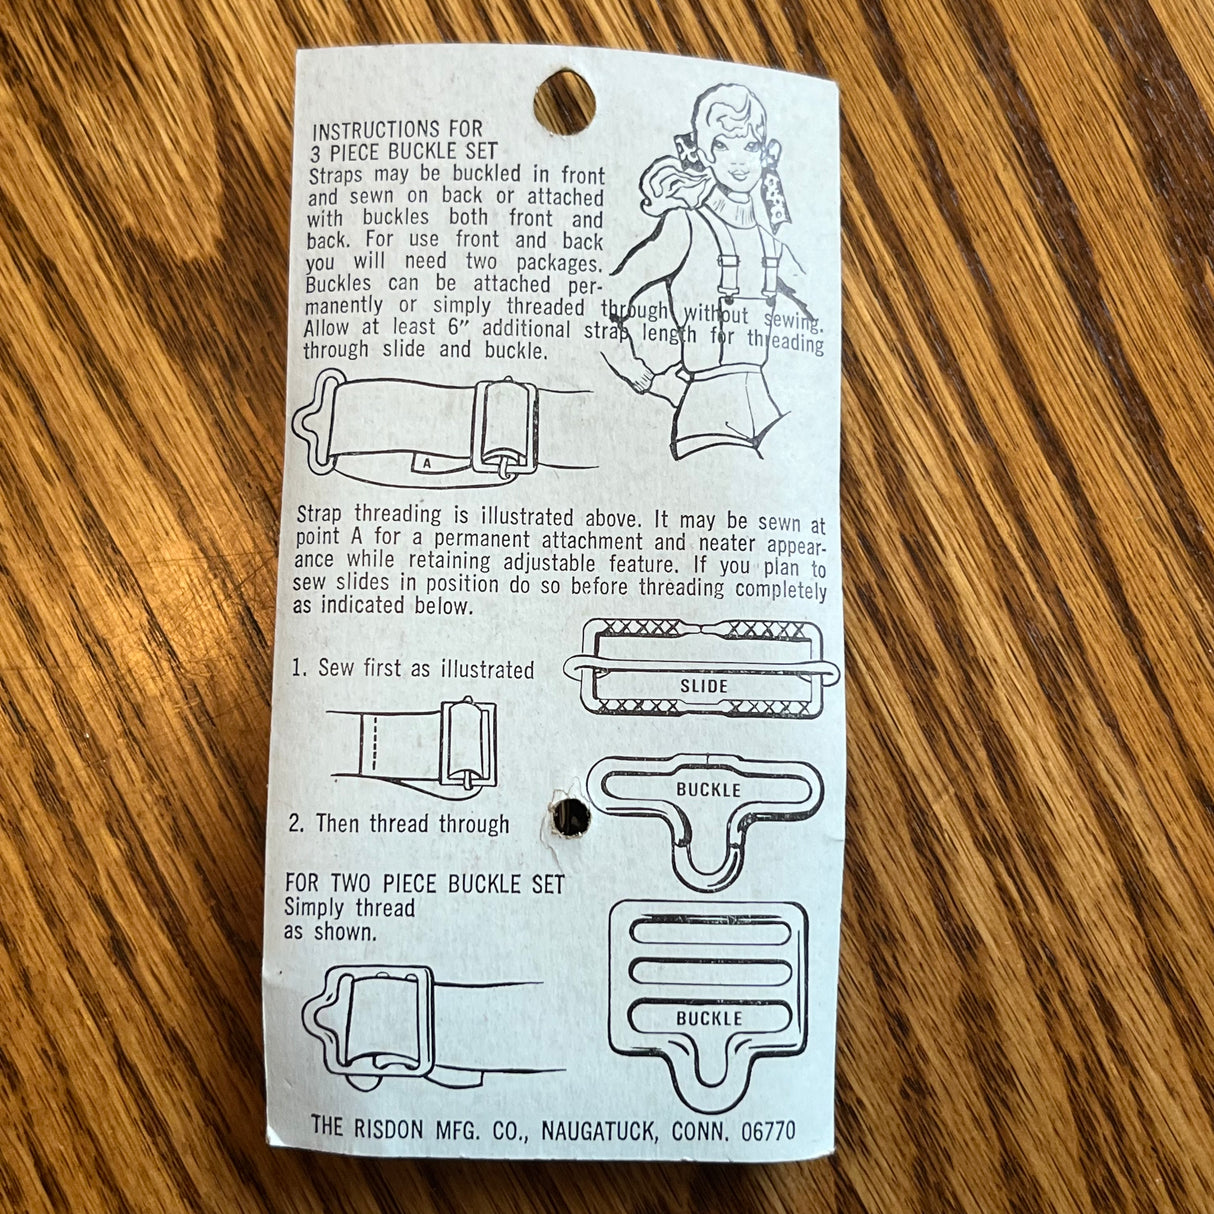 INSTRUCTIONS FOR
3 PIECE BUCKLE SET
Straps may be buckled in front
and sewn on back or attached
with buckles both front and
back. For use front and back
you will need two packages.
Buckles can be attached per-
manently or simply threaded through without sewing.
Allow at least 6” additional strap length for threading
through slide and buckle.
A
Strap threading is illustrated above. It may be sewn at
point A for a permanent attachment and neater appear-
ance while retaining adjustable feature. If you plan to
sew slides in position do so before threading completely
as indicated below.
1. Sew first as illustrated
SLIDE
BUCKLE
2. Then thread through
FOR TWO PIECE BUCKLE SET
Simply thread
as shown.
BUCKLE
THE RISDON MFG. CO., NAUGATUCK, CONN. 06770